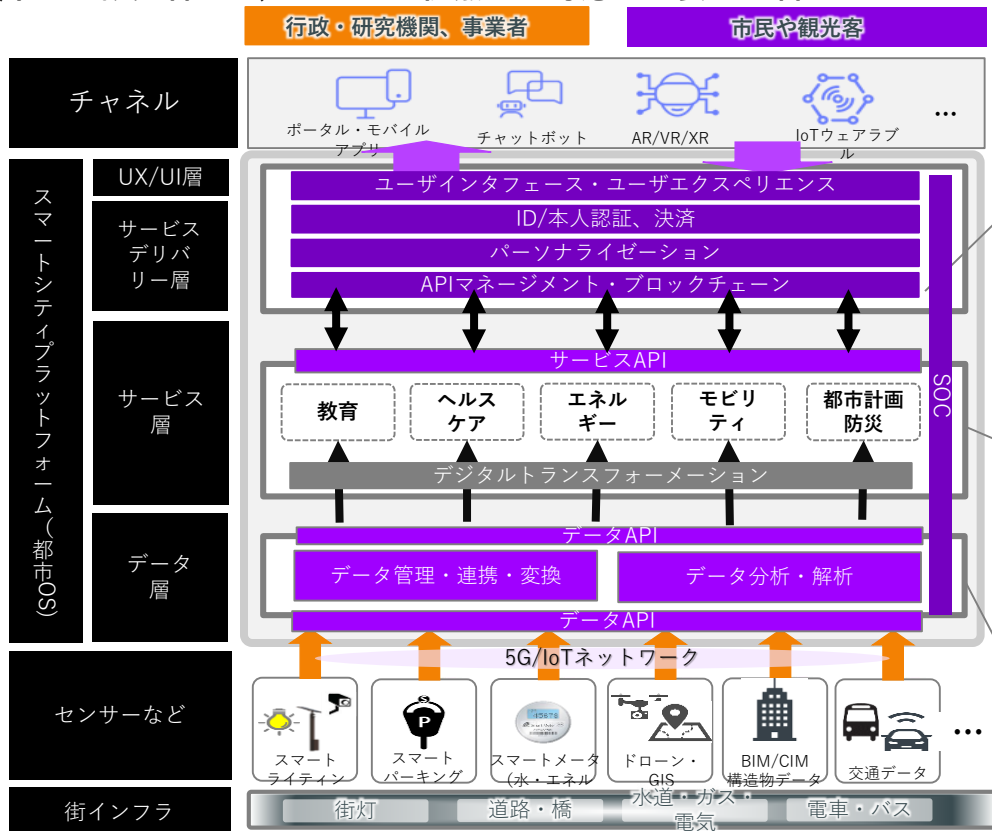 行政・研究機関、事業者
市民や観光客
チャネル
ポータル・モバイル
アプリ
チャットボット
AR/VR/XR
IoTウェアラブ
ル
...
スマートシティプラットフォーム(都市OS)
UX/UI層
ユーザインタフェース・ユーザエクスペリエンス
サービス
デリバ
リー層
ID/本人認証、決済
パーソナライゼーション
APIマネージメント・ブロックチェーン
SOC
サービス
層
サービスAPI
教育
ヘルス
ケア
エネル
ギー
モビリ
ティ
都市計画
防災
デジタルトランスフォーメーション
データ
層
データAPI
データ管理・連携・変換
データ分析・解析
データAPI
5G/IoTネットワーク
センサーなど
スマート
ライティン
P
スマート
パーキング
スマートメータ
(水・エネル
ドローン・
GIS
BIM/CIM
構造物データ
交通データ
...
街インフラ
街灯
道路・橋
水道・ガス・
電気
電車・バス